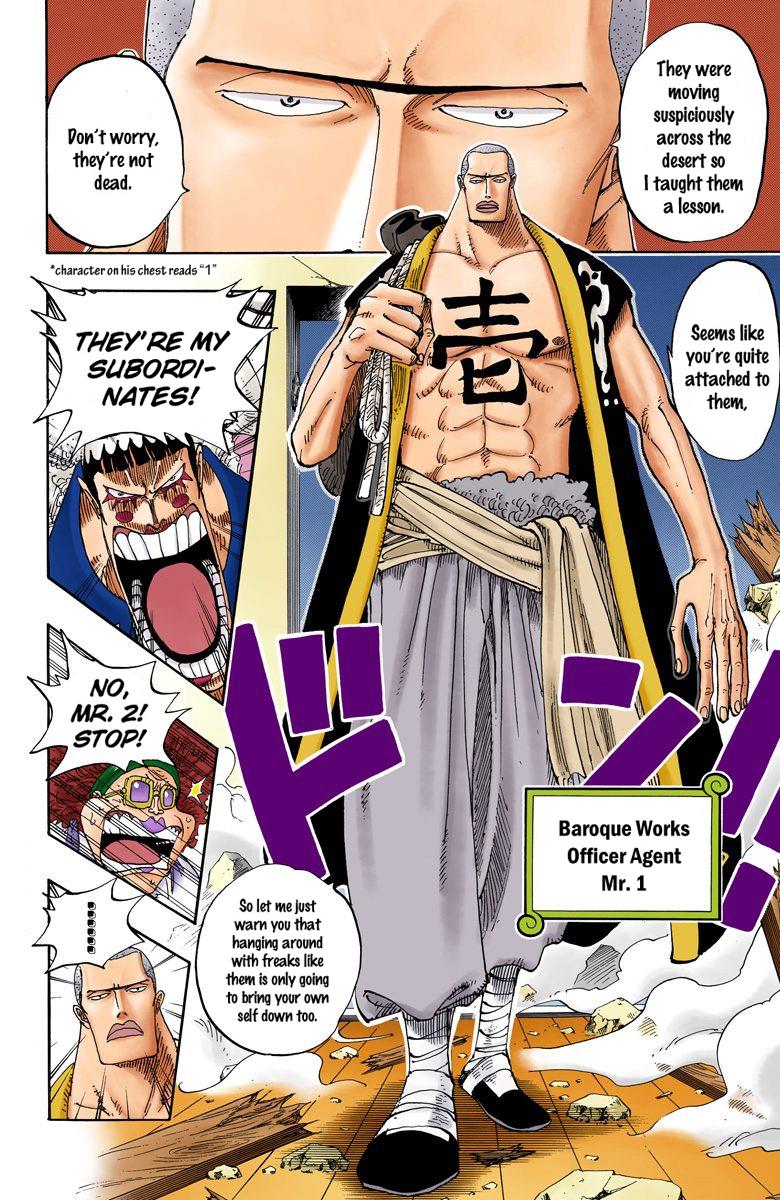 They were
moving
suspiciously
across the
desert so
I taught them
a lesson.
Don't worry,
they're not
dead.
*character on his chest reads "1"
Seems like
you're quite
attached to
them,
壱
THEY'RE MY
SUBORDI-
NATES!
NO,
MR. 2!
STOP!
ドン!!
Baroque Works
Officer Agent
Mr. 1
So let me just
warn you that
hanging around
with freaks like
them is only going
to bring your own
self down too.
......